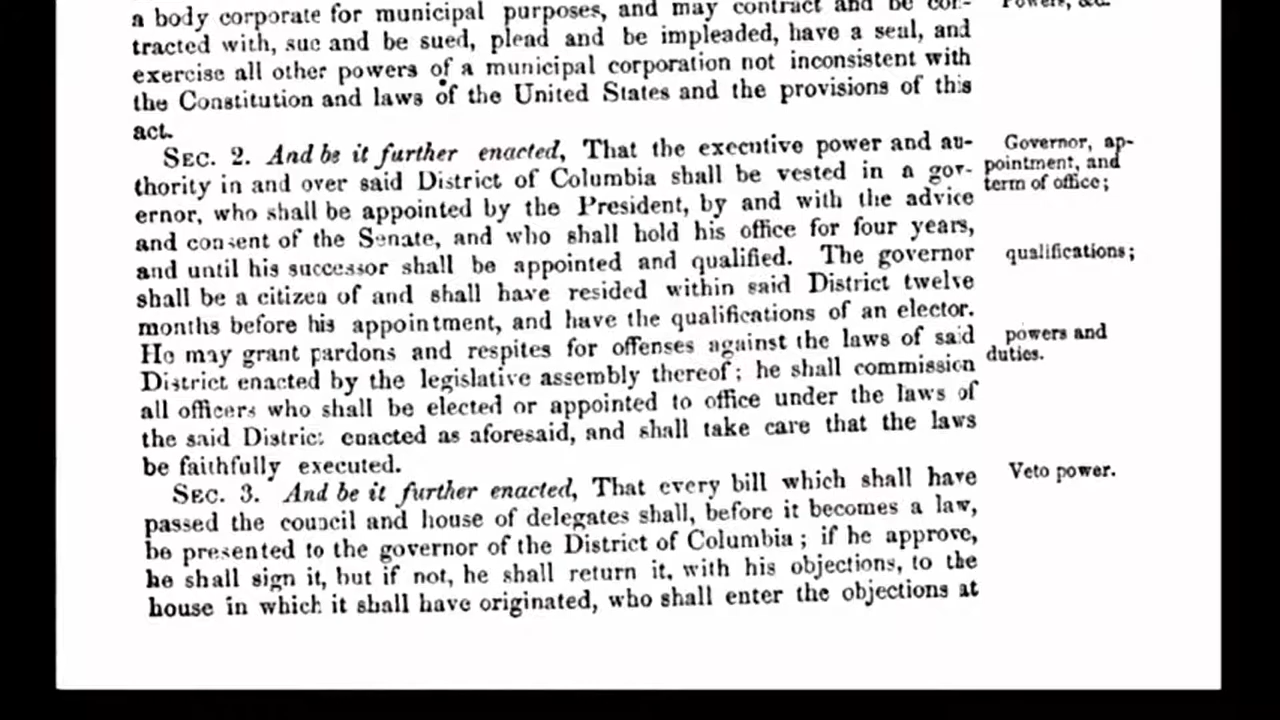 a body corporate for municipal purposes, and may contract and be con-
tracted with, sue and be sued, plead and be impleaded, have a seal, and
exercise all other powers of a municipal corporation not inconsistent with
the Constitution and laws of the United States and the provisions of this
act.
SEC. 2. And be it further enacted, That the executive power and au-
thority in and over said District of Columbia shall be vested in a gov-
ernor, who shall be appointed by the President, by and with the advice
and consent of the Senate, and who shall hold his office for four years,
and until his successor shall be appointed and qualified. The governor
shall be a citizen of and shall have resided within said District twelve
months before his appointment, and have the qualifications of an elector.
He may grant pardons and respites for offenses against the laws of said
District enacted by the legislative assembly thereof; he shall commission
all officers who shall be elected or appointed to office under the laws of
the said District enacted as aforesaid, and shall take care that the laws
be faithfully executed.
SEC. 3. And be it further enacted, That every bill which shall have
passed the council and house of delegates shall, before it becomes a law,
be presented to the governor of the District of Columbia; if he approve,
he shall sign it, but if not, he shall return it, with his objections, to the
house in which it shall have originated, who shall enter the objections at
Powers, &c.
Governor, ap-
pointment, and
term of office;
qualifications;
powers and
duties.
Veto power.